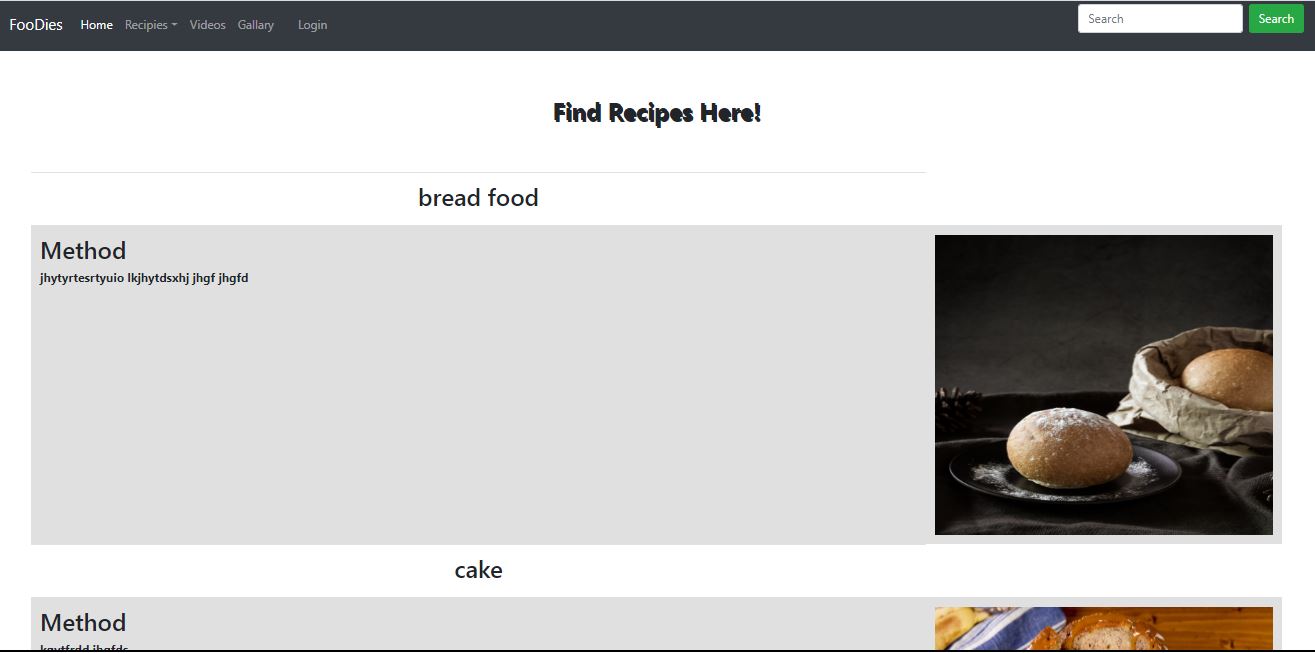 FooDies Home Recipies Videos Gallary Login Search Search
Find Recipes Here!
bread food
Method
jhytyrtesrtyuio lkjhytdsxhj jhgf jhgfd
cake
Method